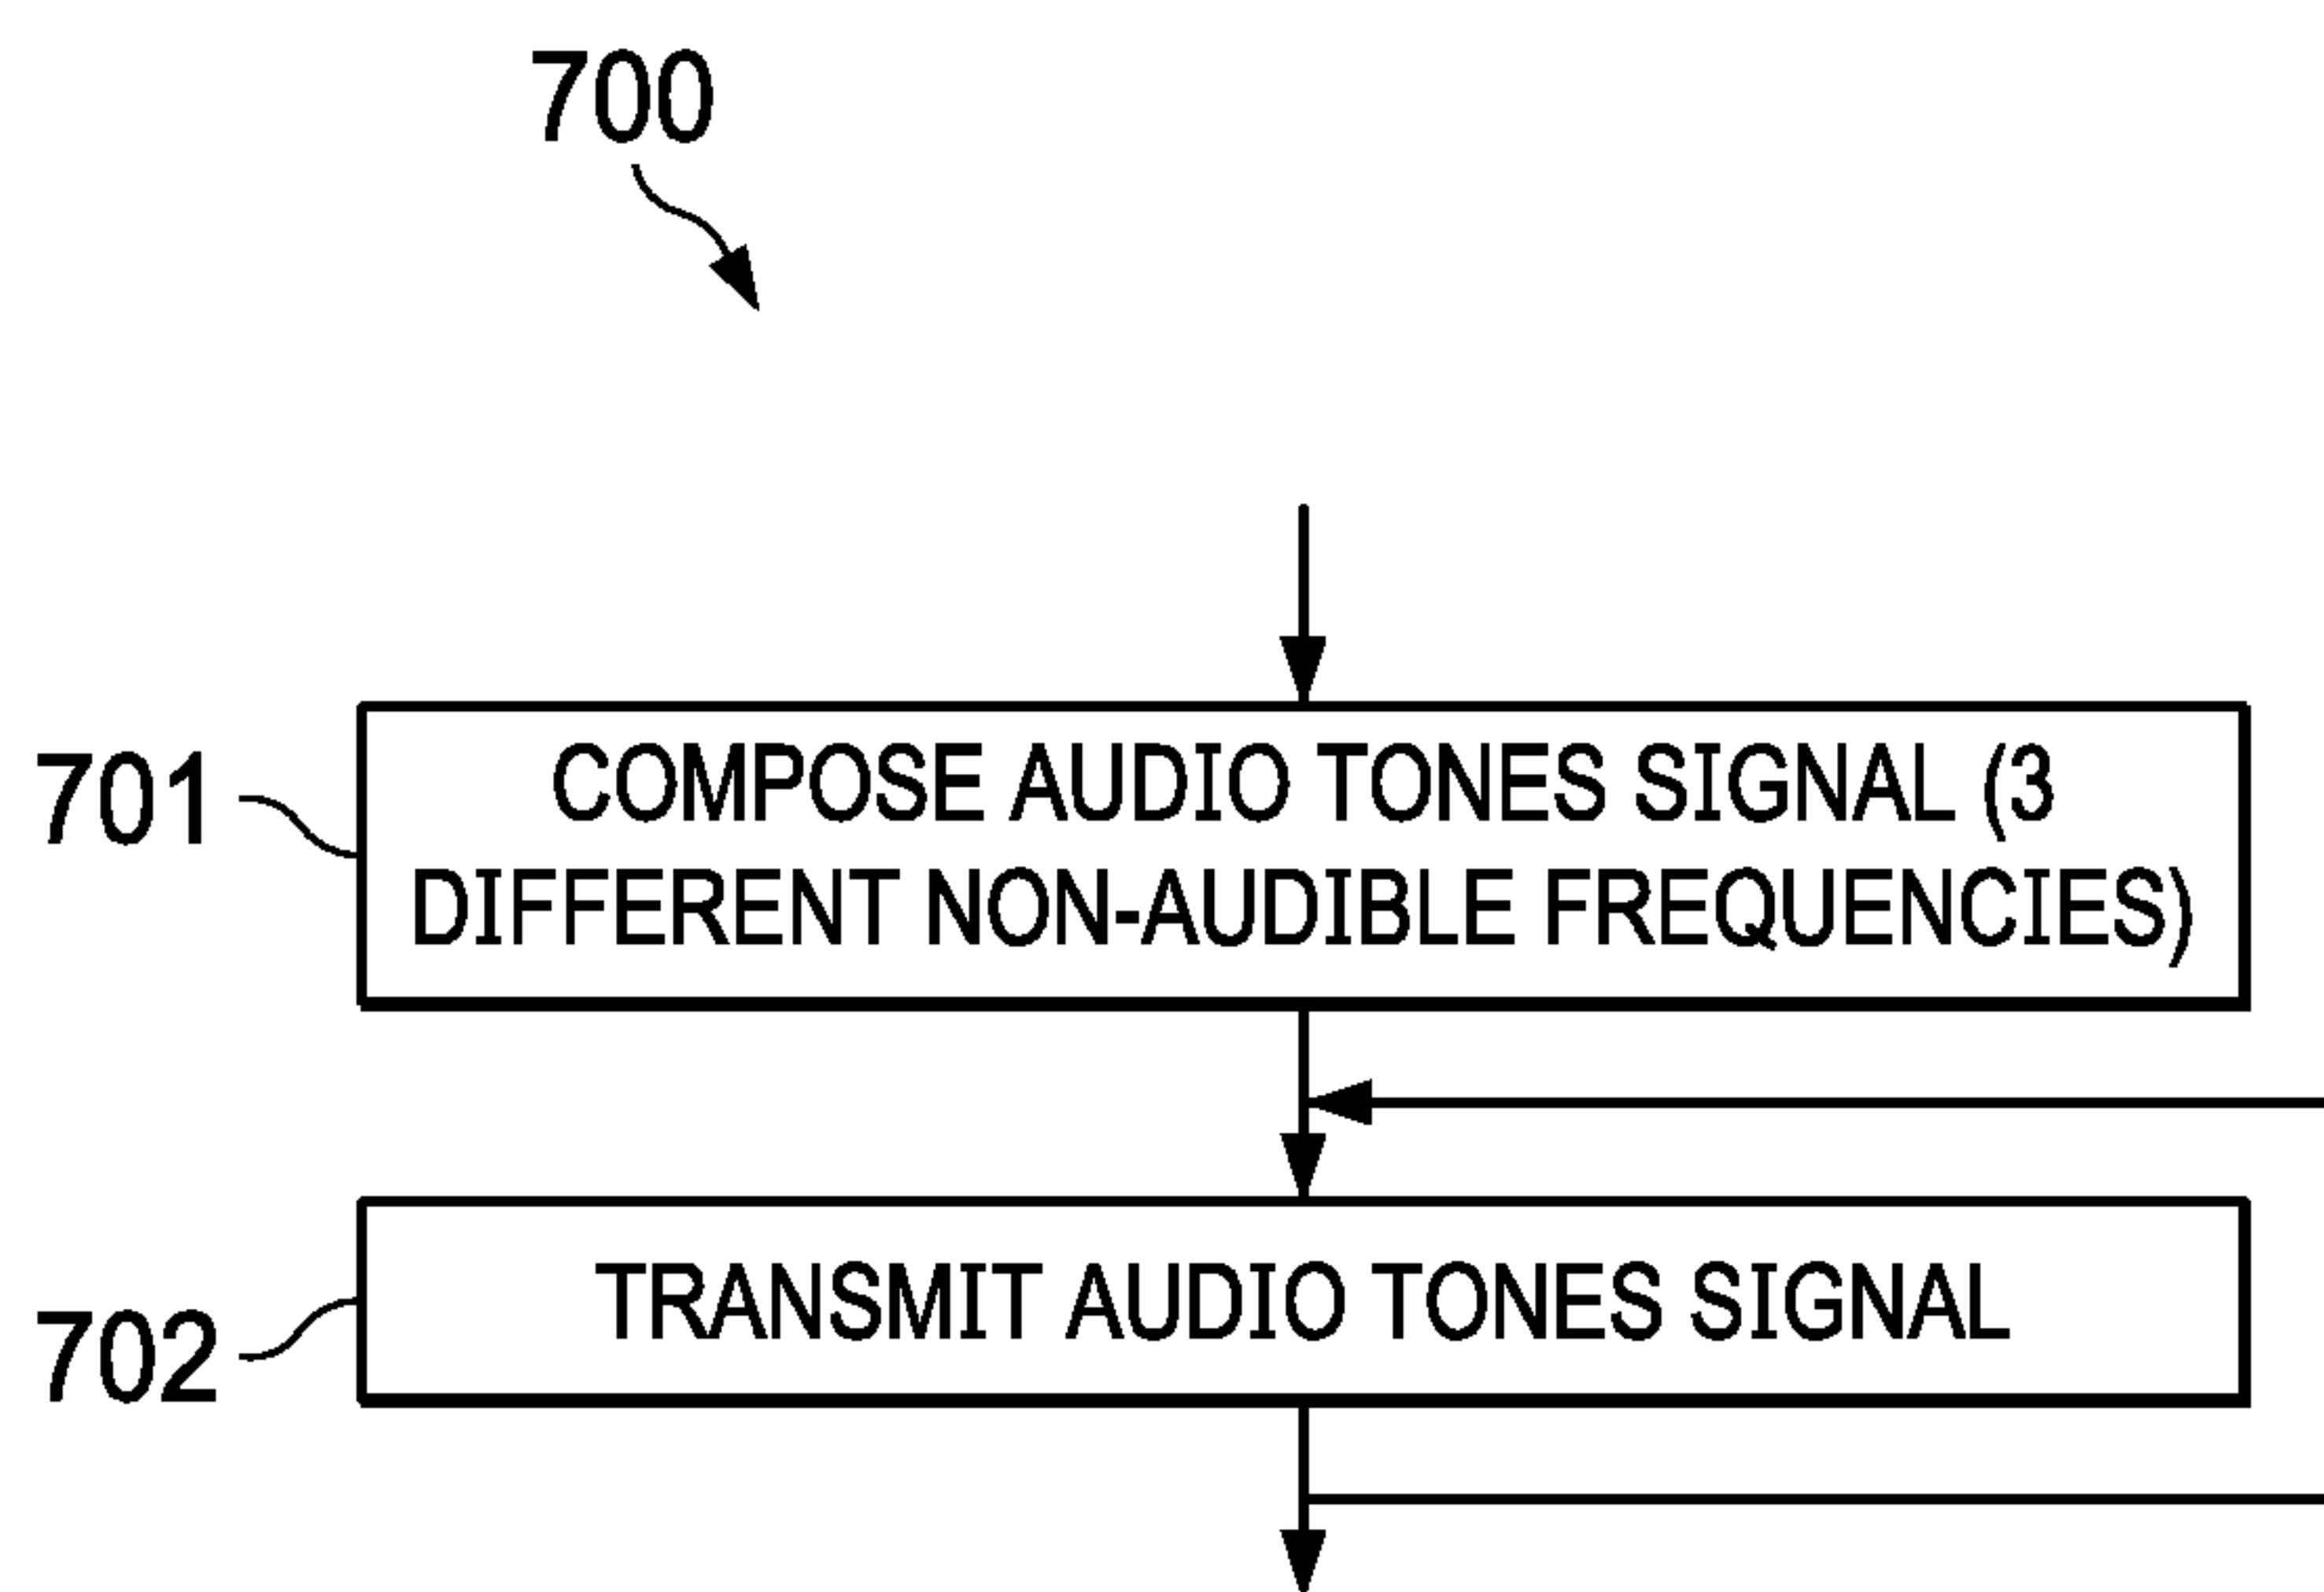 700
701
COMPOSE AUDIO TONES SIGNAL (3
DIFFERENT NON-AUDIBLE FREQUENCIES)
702
TRANSMIT AUDIO TONES SIGNAL